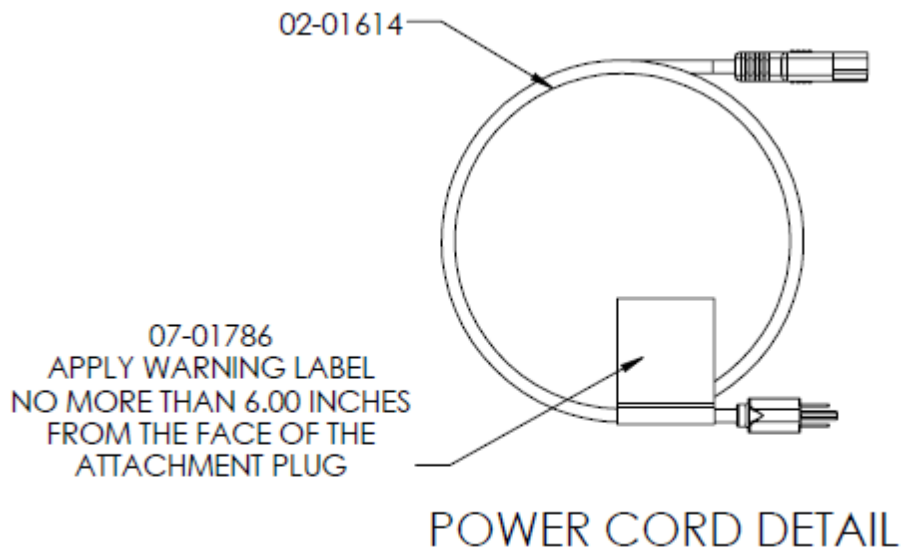 02-01614
07-01786
APPLY WARNING LABEL
NO MORE THAN 6.00 INCHES
FROM THE FACE OF THE
ATTACHMENT PLUG
POWER CORD DETAIL